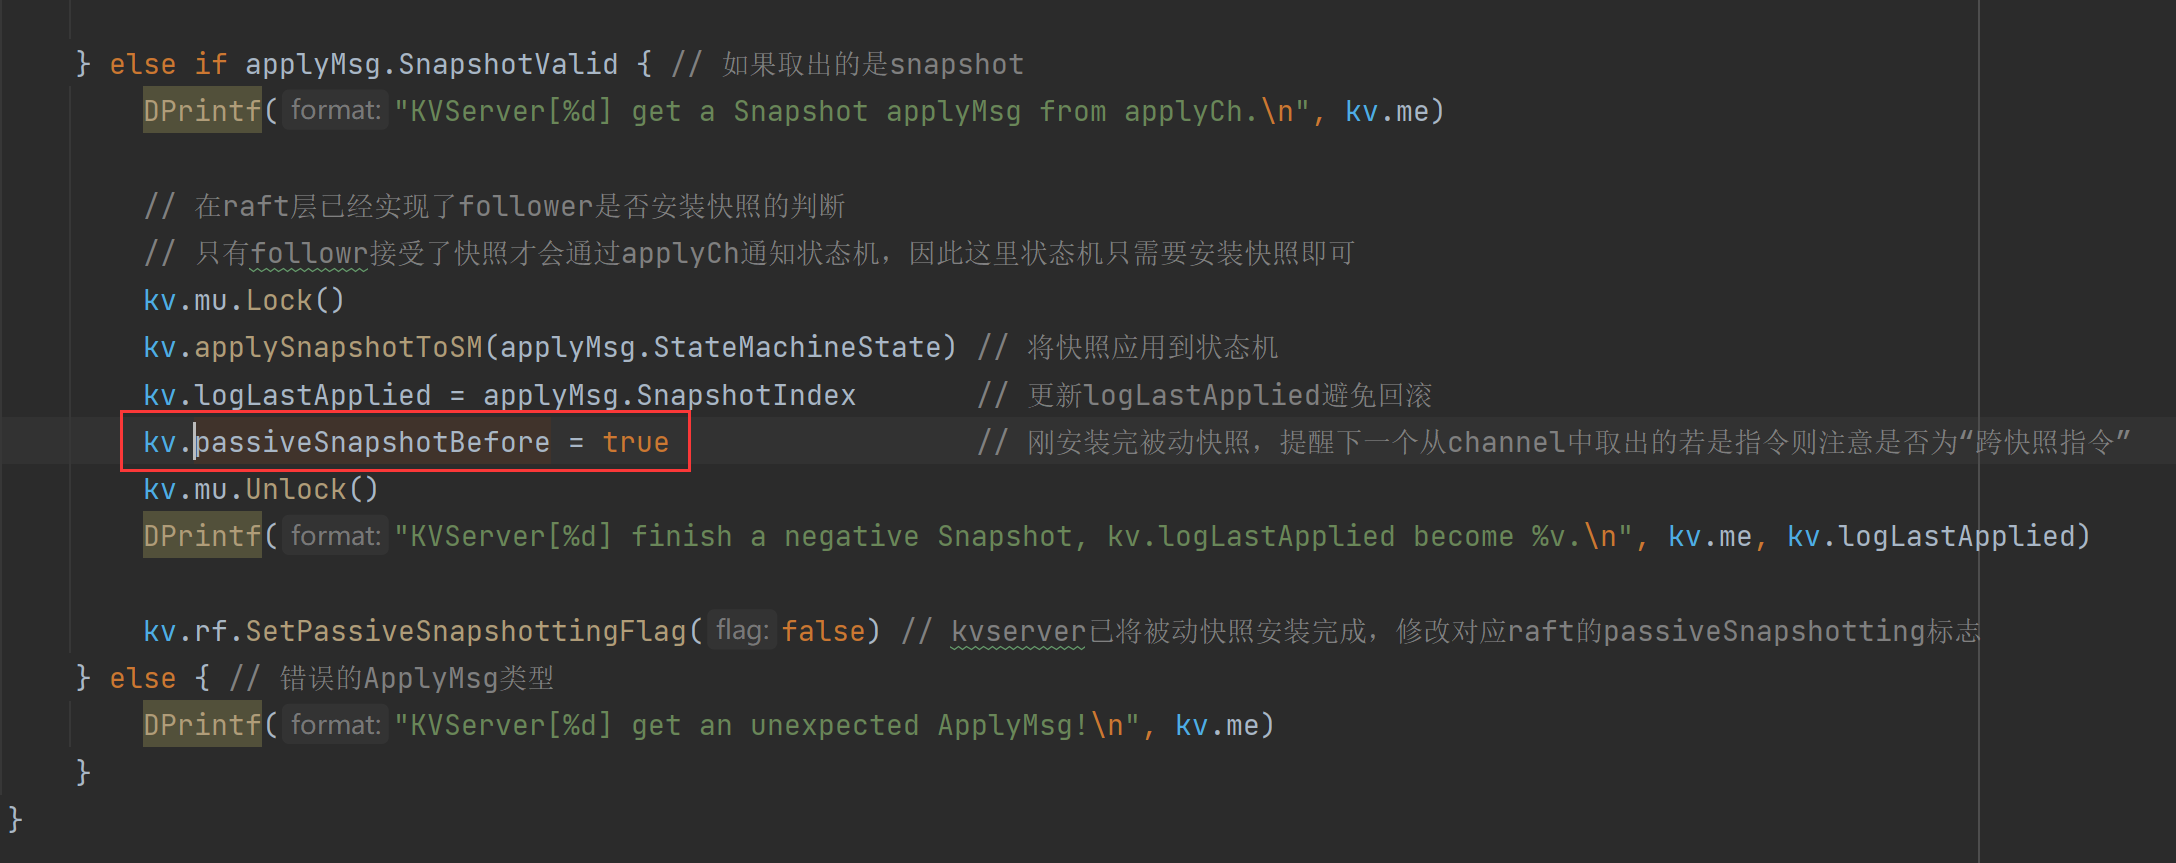 } else if applyMsg.SnapshotValid { // 如果取出的是snapshot
DPrintf( format: "KVServer[%d] get a Snapshot applyMsg from applyCh.\n", kv.me)
// 在raft层已经实现了follower是否安装快照的判断
// 只有followr接受了快照才会通过applyCh通知状态机，因此这里状态机只需要安装快照即可
kv.mu.Lock()
kv.applySnapshotToSM(applyMsg.StateMachineState) // 将快照应用到状态机
kv.logLastApplied = applyMsg.SnapshotIndex // 更新logLastApplied避免回滚
kv.passiveSnapshotBefore = true // 刚安装完被动快照，提醒下一个从channel中取出的若是指令则注意是否为“跨快照指令”
kv.mu.Unlock()
DPrintf( format: "KVServer[%d] finish a negative Snapshot, kv.logLastApplied become %v.\n", kv.me, kv.logLastApplied)
kv.rf.SetPassiveSnapshottingFlag( flag: false) // kvserver已将被动快照安装完成，修改对应raft的passiveSnapshotting标志
} else { // 错误的ApplyMsg类型
DPrintf( format: "KVServer[%d] get an unexpected ApplyMsg!\n", kv.me)
}
}